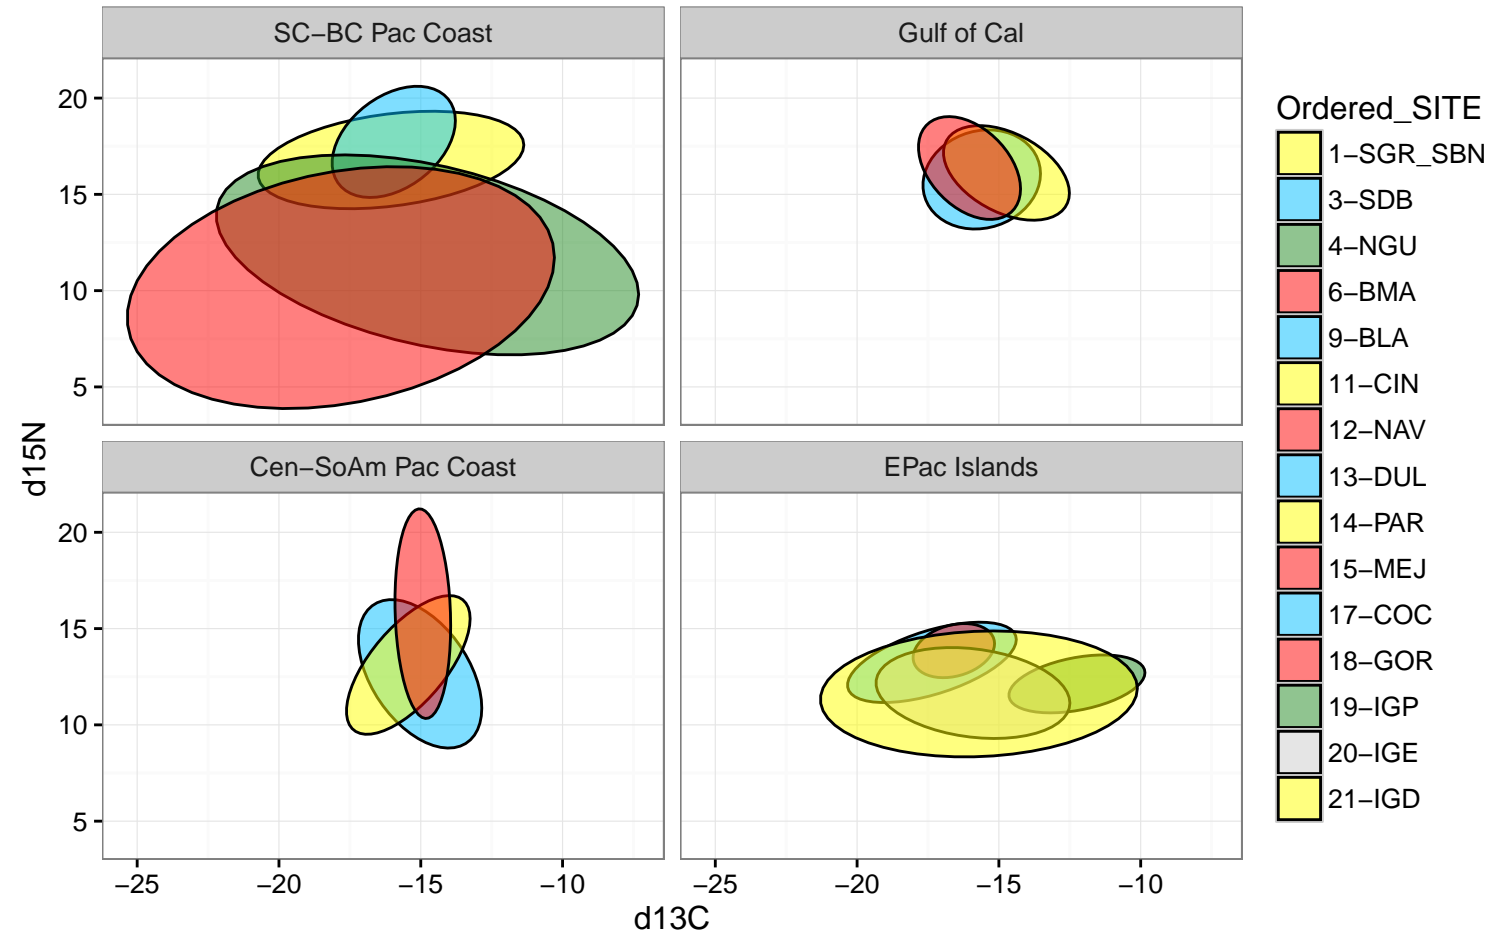 SC−BC Pac Coast
Gulf of Cal
20
15
10
5
Cen−SoAm Pac Coast
EPac Islands
20
15
10
5
−25 −20 −15 −10
−25 −20 −15 −10
d13C
d15N
Ordered_SITE
1−SGR_SBN
3−SDB
4−NGU
6−BMA
9−BLA
11−CIN
12−NAV
13−DUL
14−PAR
15−MEJ
17−COC
18−GOR
19−IGP
20−IGE
21−IGD